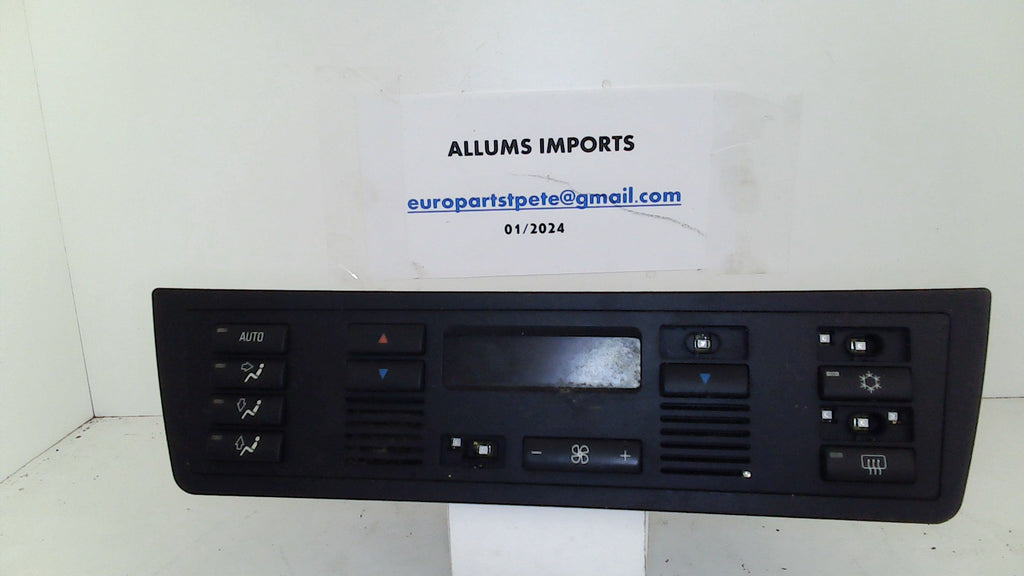 ALLUMS IMPORTS
europartstpete@gmail.com
01/2024
AUTO
- +